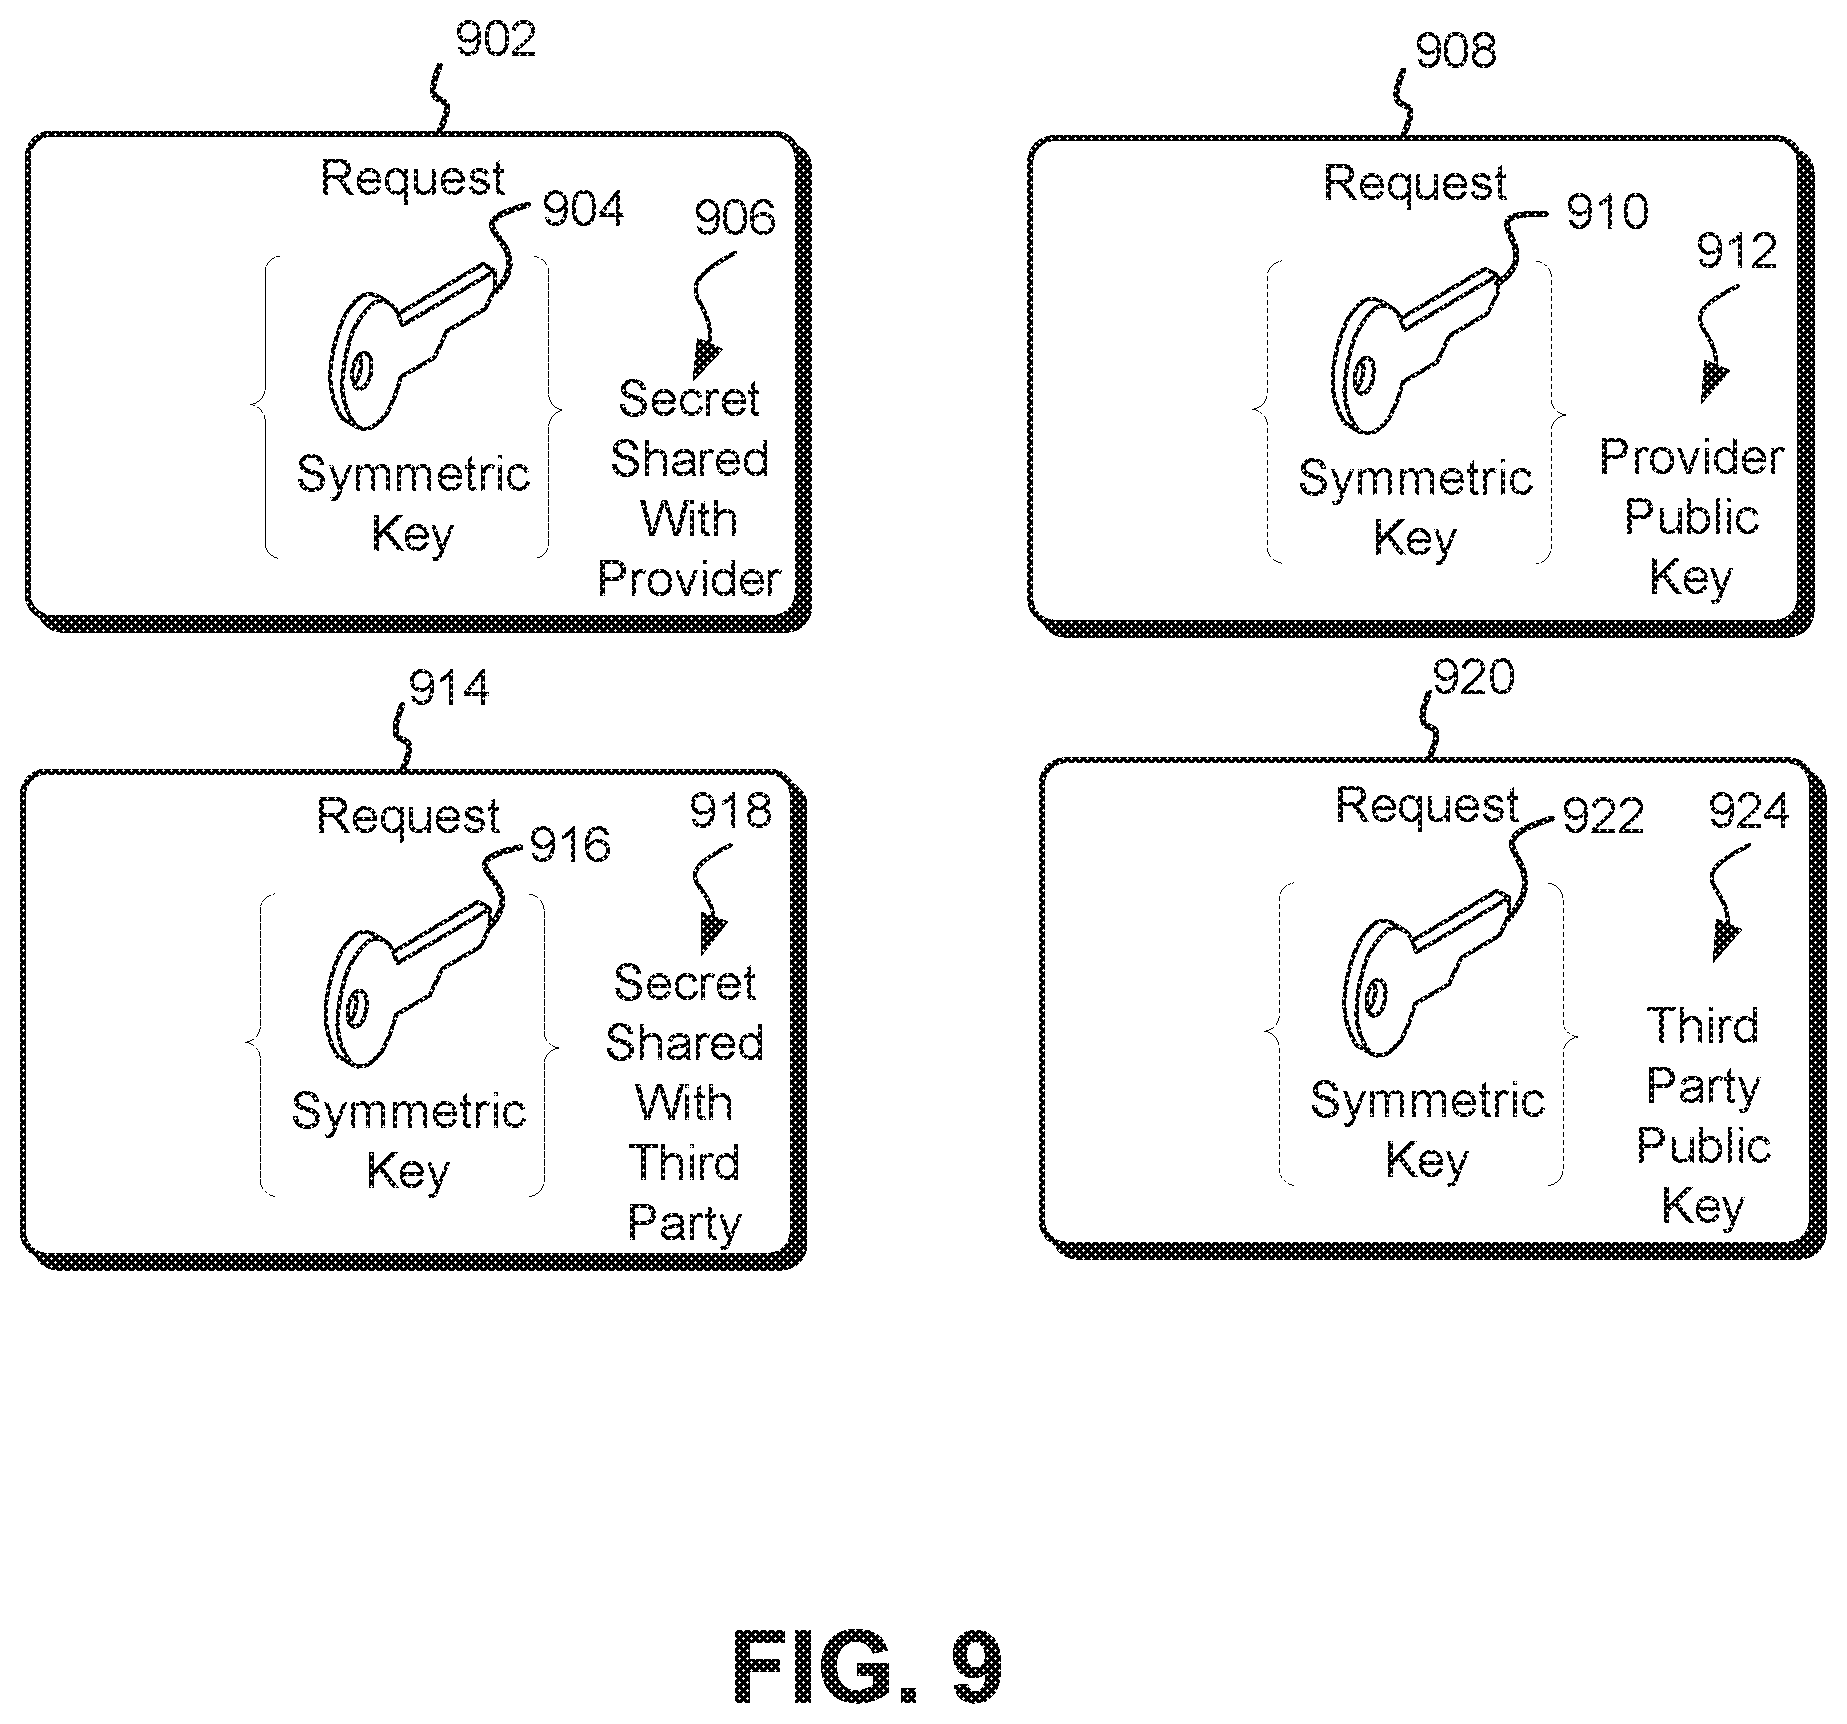 902
Request
904
906
Symmetric
Key
Secret
Shared
With
Provider
908
Request
910
912
Symmetric
Key
Provider
Public
Key
914
Request
916
918
Symmetric
Key
Secret
Shared
With
Third
Party
920
Request
922
924
Symmetric
Key
Third
Party
Public
Key
FIG. 9